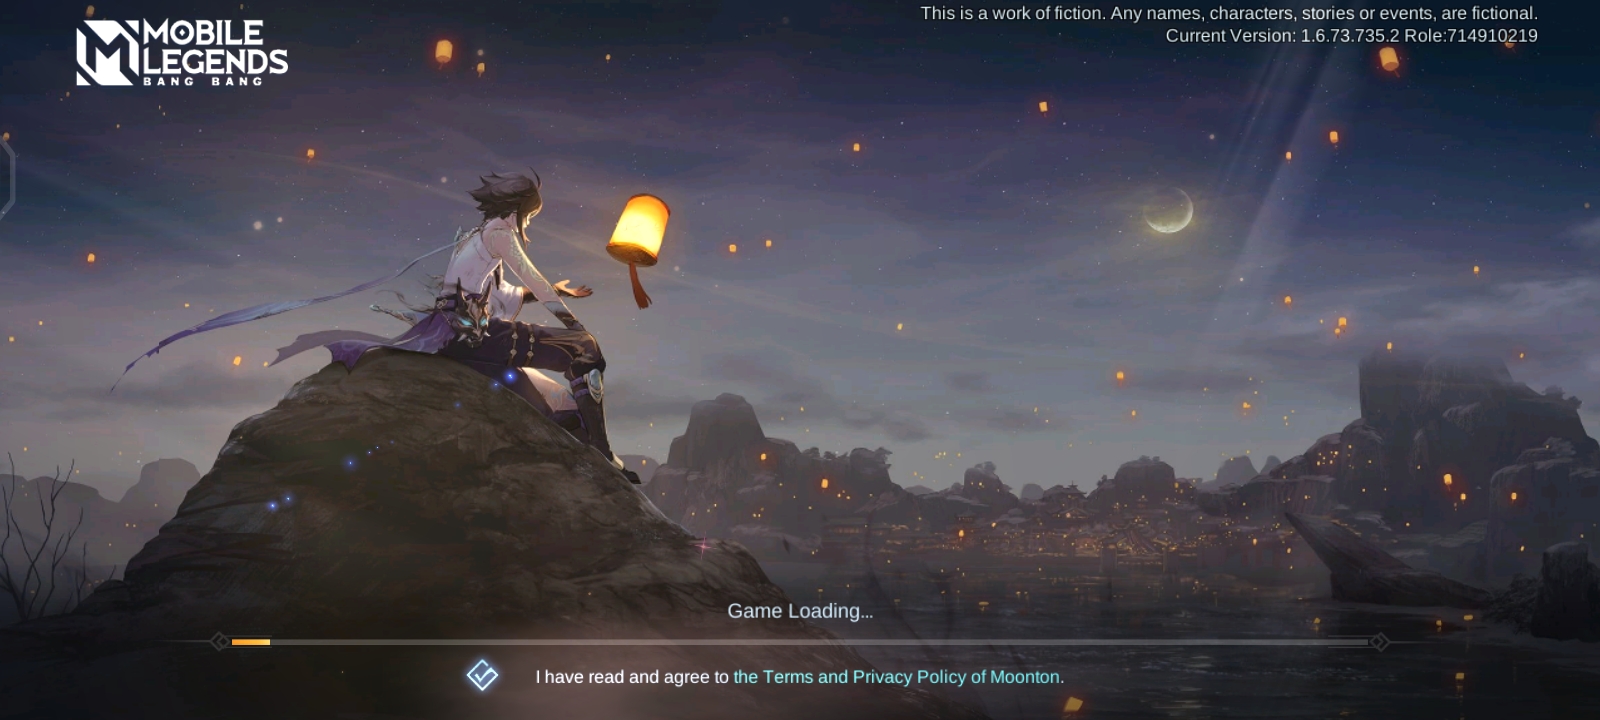 MOBILE
LEGENDS
BANG BANG
This is a work of fiction. Any names, characters, stories or events, are fictional.
Current Version: 1.6.73.735.2 Role:714910219
Game Loading...
I have read and agree to the Terms and Privacy Policy of Moonton.